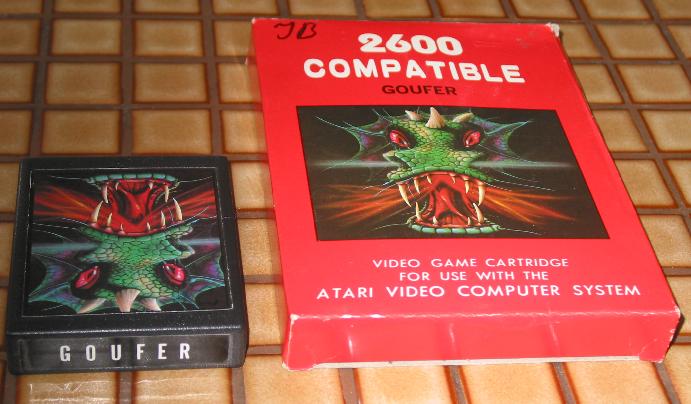 JB
2600
COMPATIBLE
GOUFER
VIDEO GAME CARTRIDGE
FOR USE WITH THE
ATARI VIDEO COMPUTER SYSTEM
GOUFER